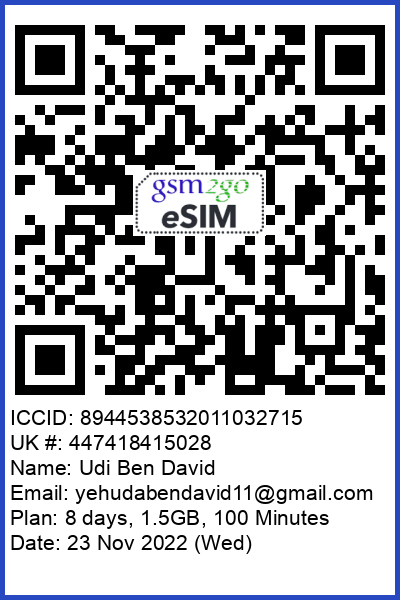 gsm2go
eSIM
ICCID: 8944538532011032715
UK #: 447418415028
Name: Udi Ben David
Email: yehudabendavid11@gmail.com
Plan: 8 days, 1.5GB, 100 Minutes
Date: 23 Nov 2022 (Wed)